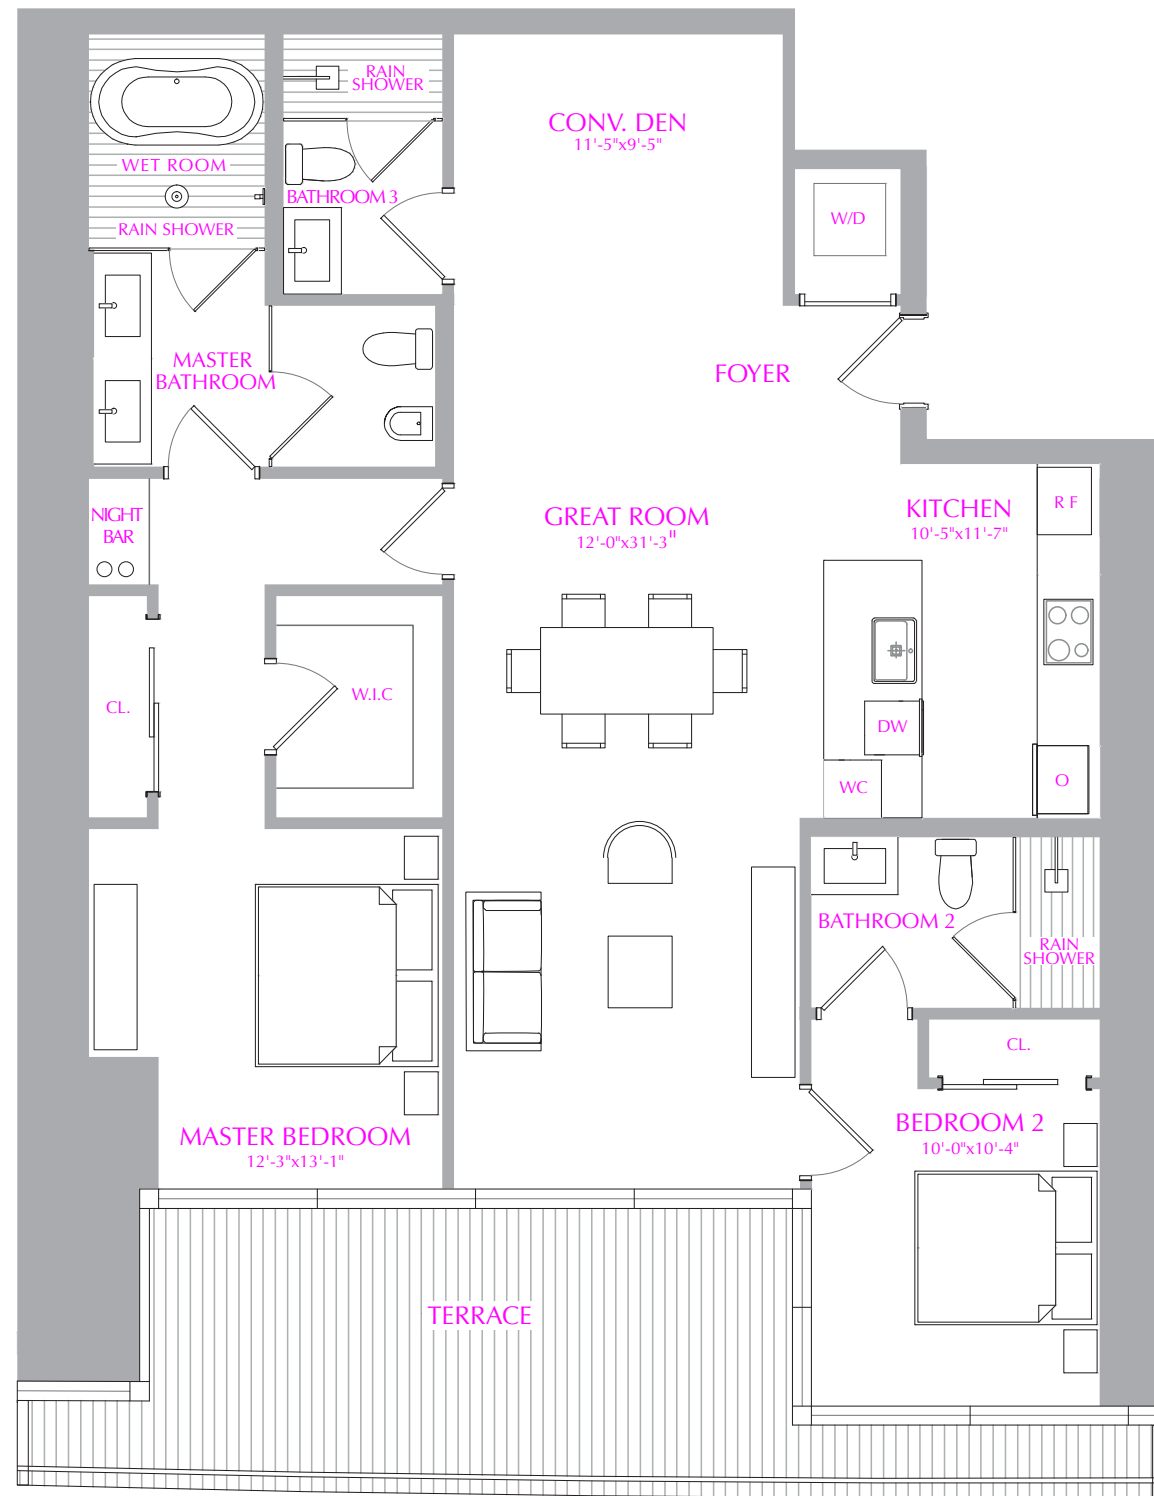 RAIN
SHOWER
CONV. DEN
11'-5"x9'-5"
WET ROOM
BATHROOM 3
W/D
RAIN SHOWER
MASTER
BATHROOM
FOYER
NIGHT
BAR
GREAT ROOM
12'-0"x31'-3"
KITCHEN
10'-5"x11'-7"
R F
CL.
W.I.C
DW
WC
O
BATHROOM 2
RAIN
SHOWER
CL.
MASTER BEDROOM
12'-3"x13'-1"
BEDROOM 2
10'-0"x10'-4"
TERRACE